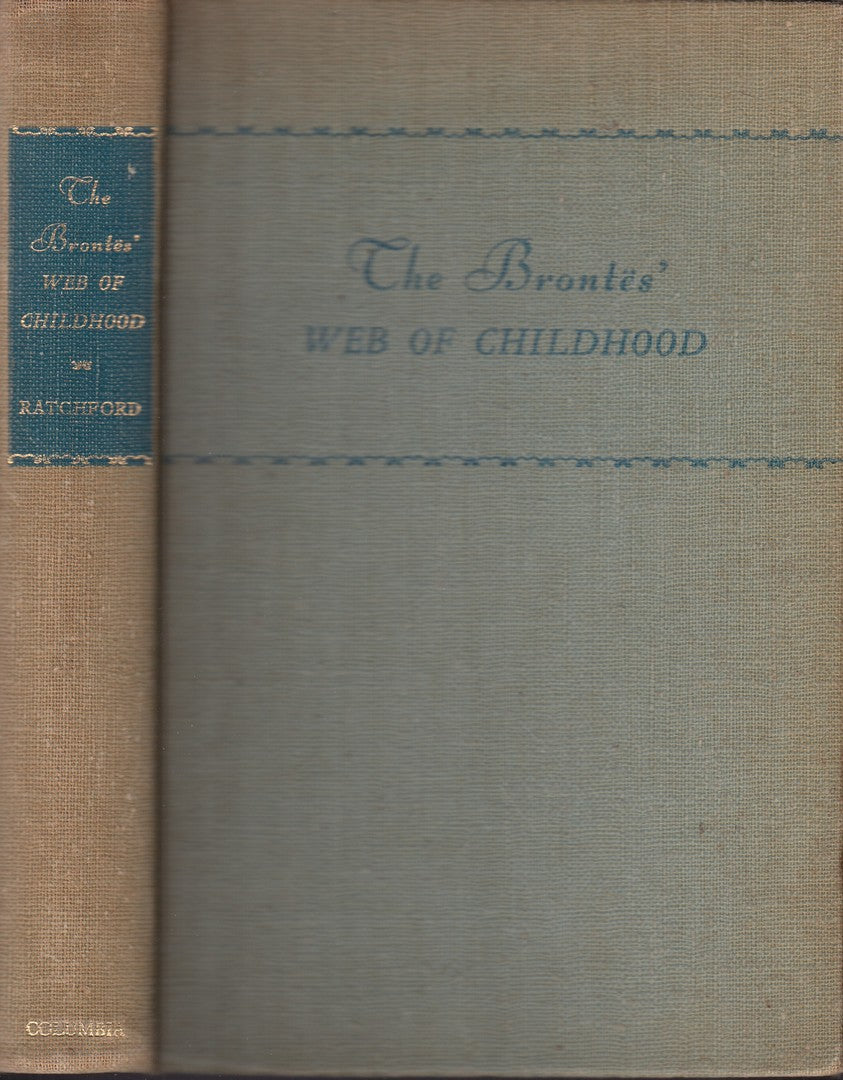 The
Brontës'
WEB OF
CHILDHOOD
RATCHFORD
COLUMBIA
The Brontës'
WEB OF CHILDHOOD